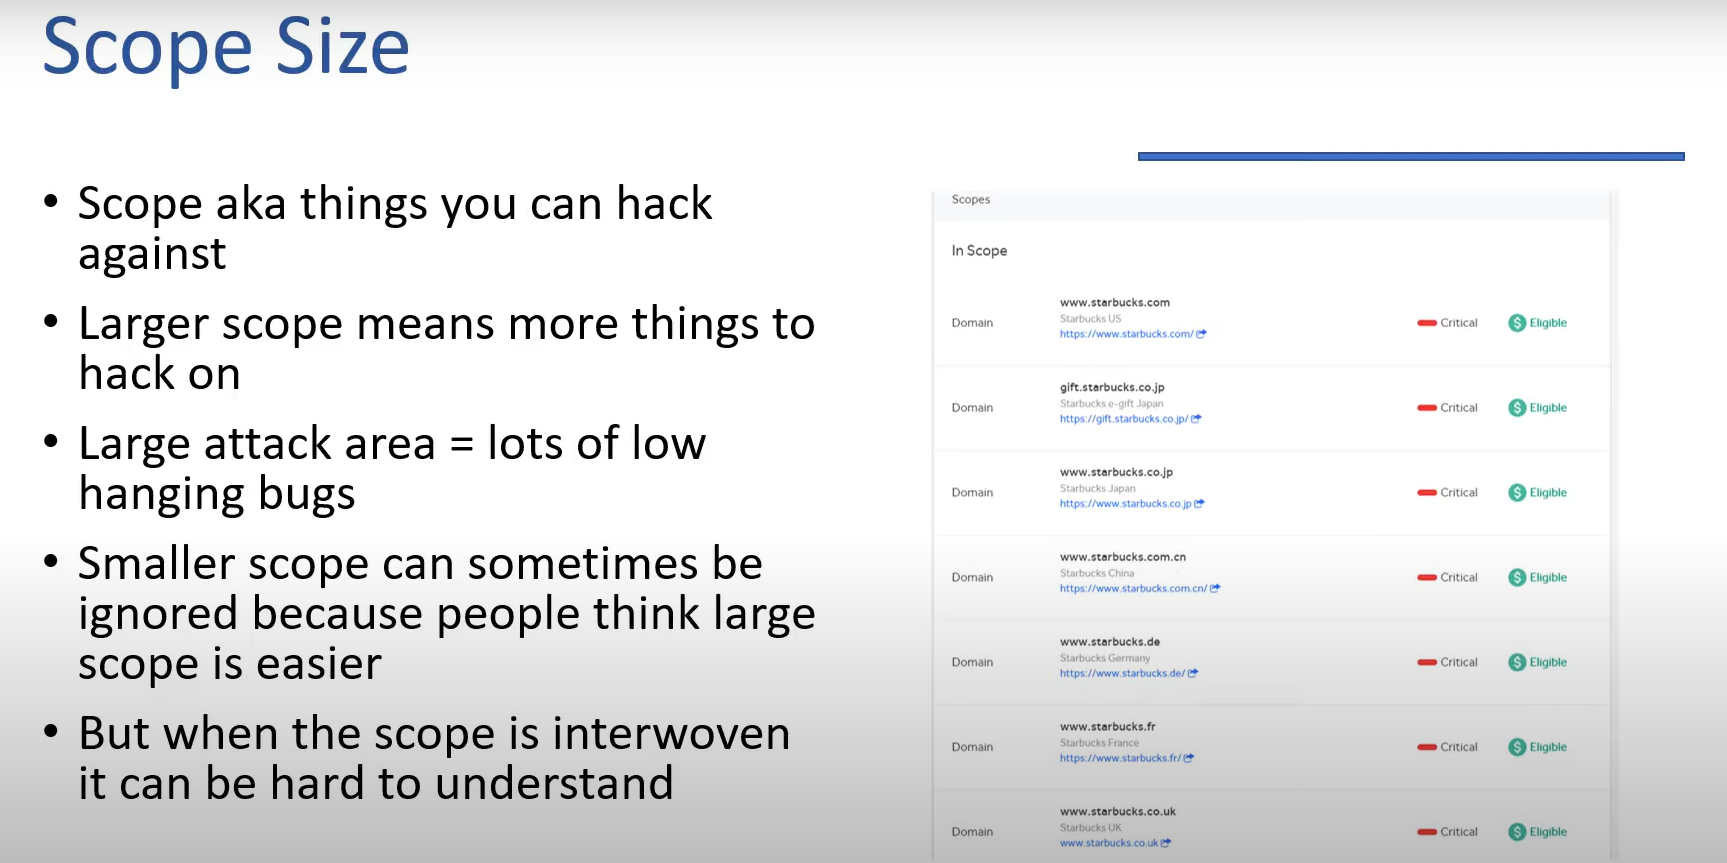 Scope Size
• Scope aka things you can hack
against
• Larger scope means more things to
hack on
• Large attack area = lots of low
hanging bugs
• Smaller scope can sometimes be
ignored because people think large
scope is easier
• But when the scope is interwoven
it can be hard to understand
Scopes
In Scope
www.starbucks.com
Starbucks US
Domain https://www.starbucks.com/ Critical $ Eligible
gift.starbucks.co.jp
Starbucks e-gift Japan
Domain https://gift.starbucks.co.jp/ Critical $ Eligible
www.starbucks.co.jp
Starbucks Japan
Domain https://www.starbucks.co.jp Critical $ Eligible
www.starbucks.com.cn
Starbucks China
Domain https://www.starbucks.com.cn/ Critical $ Eligible
www.starbucks.de
Starbucks Germany
Domain https://www.starbucks.de/ Critical $ Eligible
www.starbucks.fr
Starbucks France
Domain https://www.starbucks.fr/ Critical $ Eligible
www.starbucks.co.uk
Starbucks UK
Domain www.starbucks.co.uk Critical $ Eligible